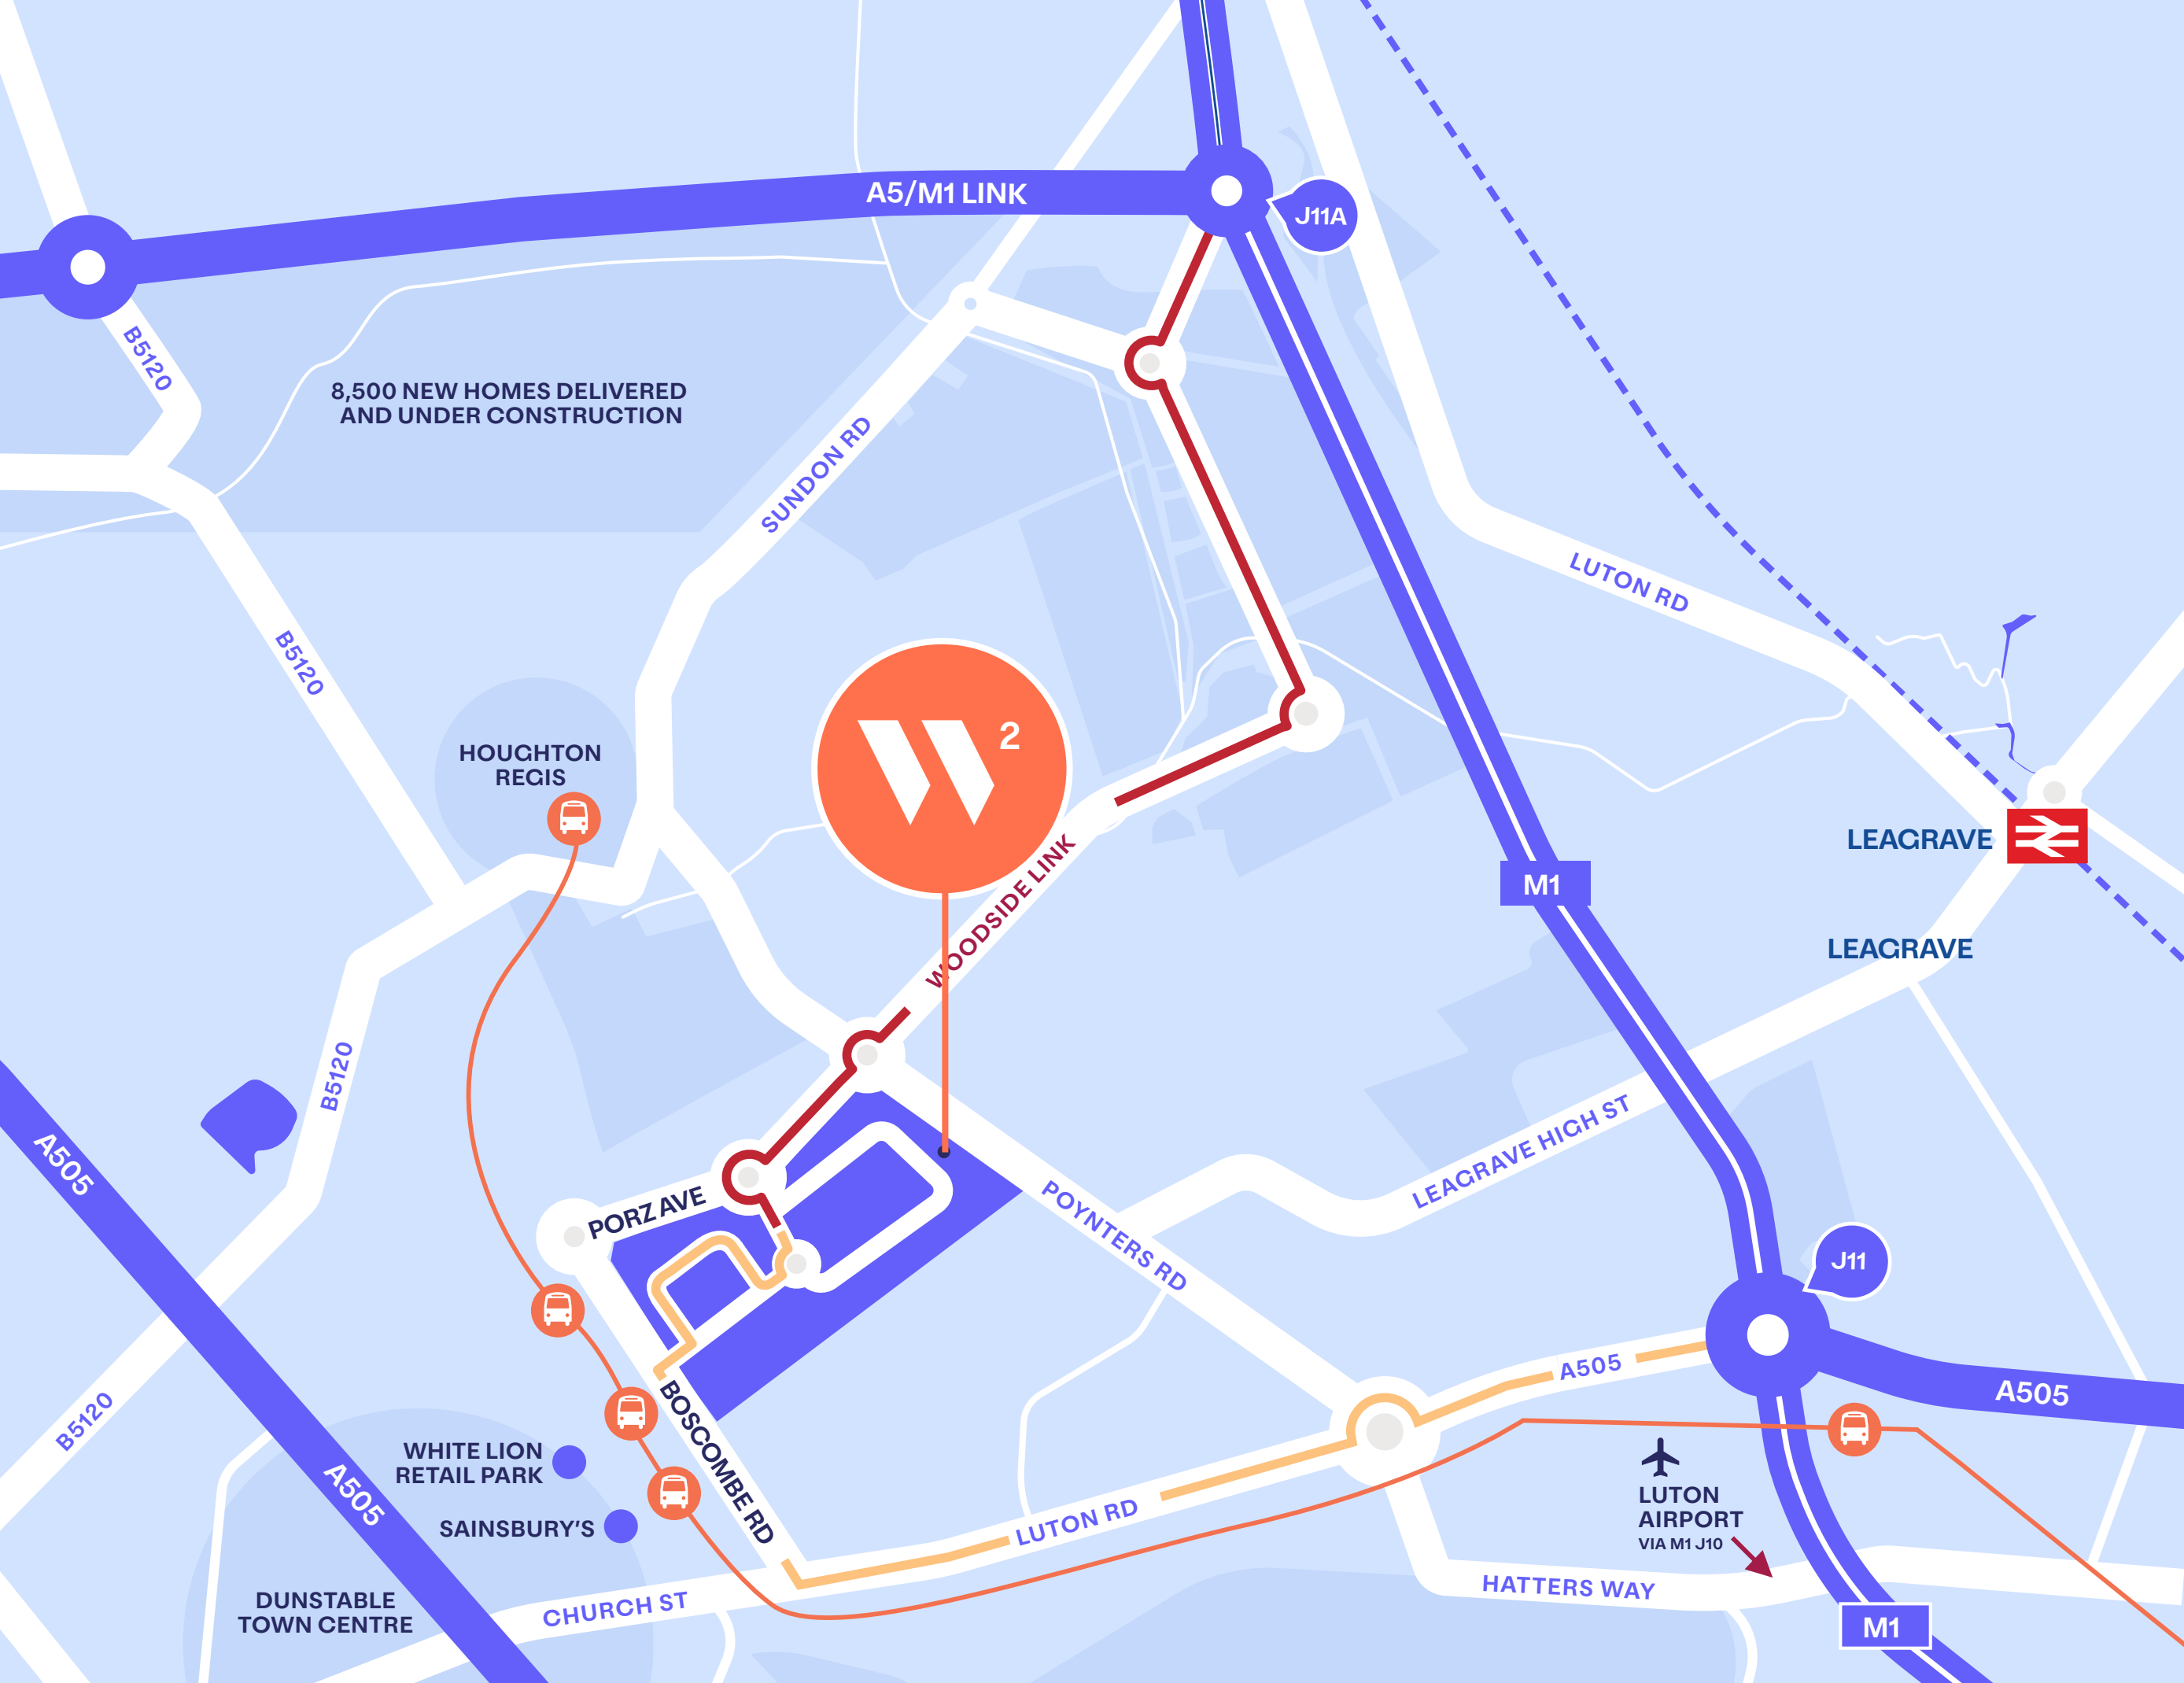 A5/M1 LINK
J11A
B5120
8,500 NEW HOMES DELIVERED
AND UNDER CONSTRUCTION
SUNDON RD
LUTON RD
B5120
HOUGHTON
REGIS
W2
WOODSIDE LINK
LEAGRAVE
M1
LEAGRAVE
B5120
A505
PORZ AVE
POYNTERS RD
LEAGRAVE HIGH ST
J11
A505
A505
B5120
BOSCOMBE RD
WHITE LION
RETAIL PARK
SAINSBURY'S
A505
LUTON RD
LUTON
AIRPORT
VIA M1 J10
HATTERS WAY
CHURCH ST
DUNSTABLE
TOWN CENTRE
M1